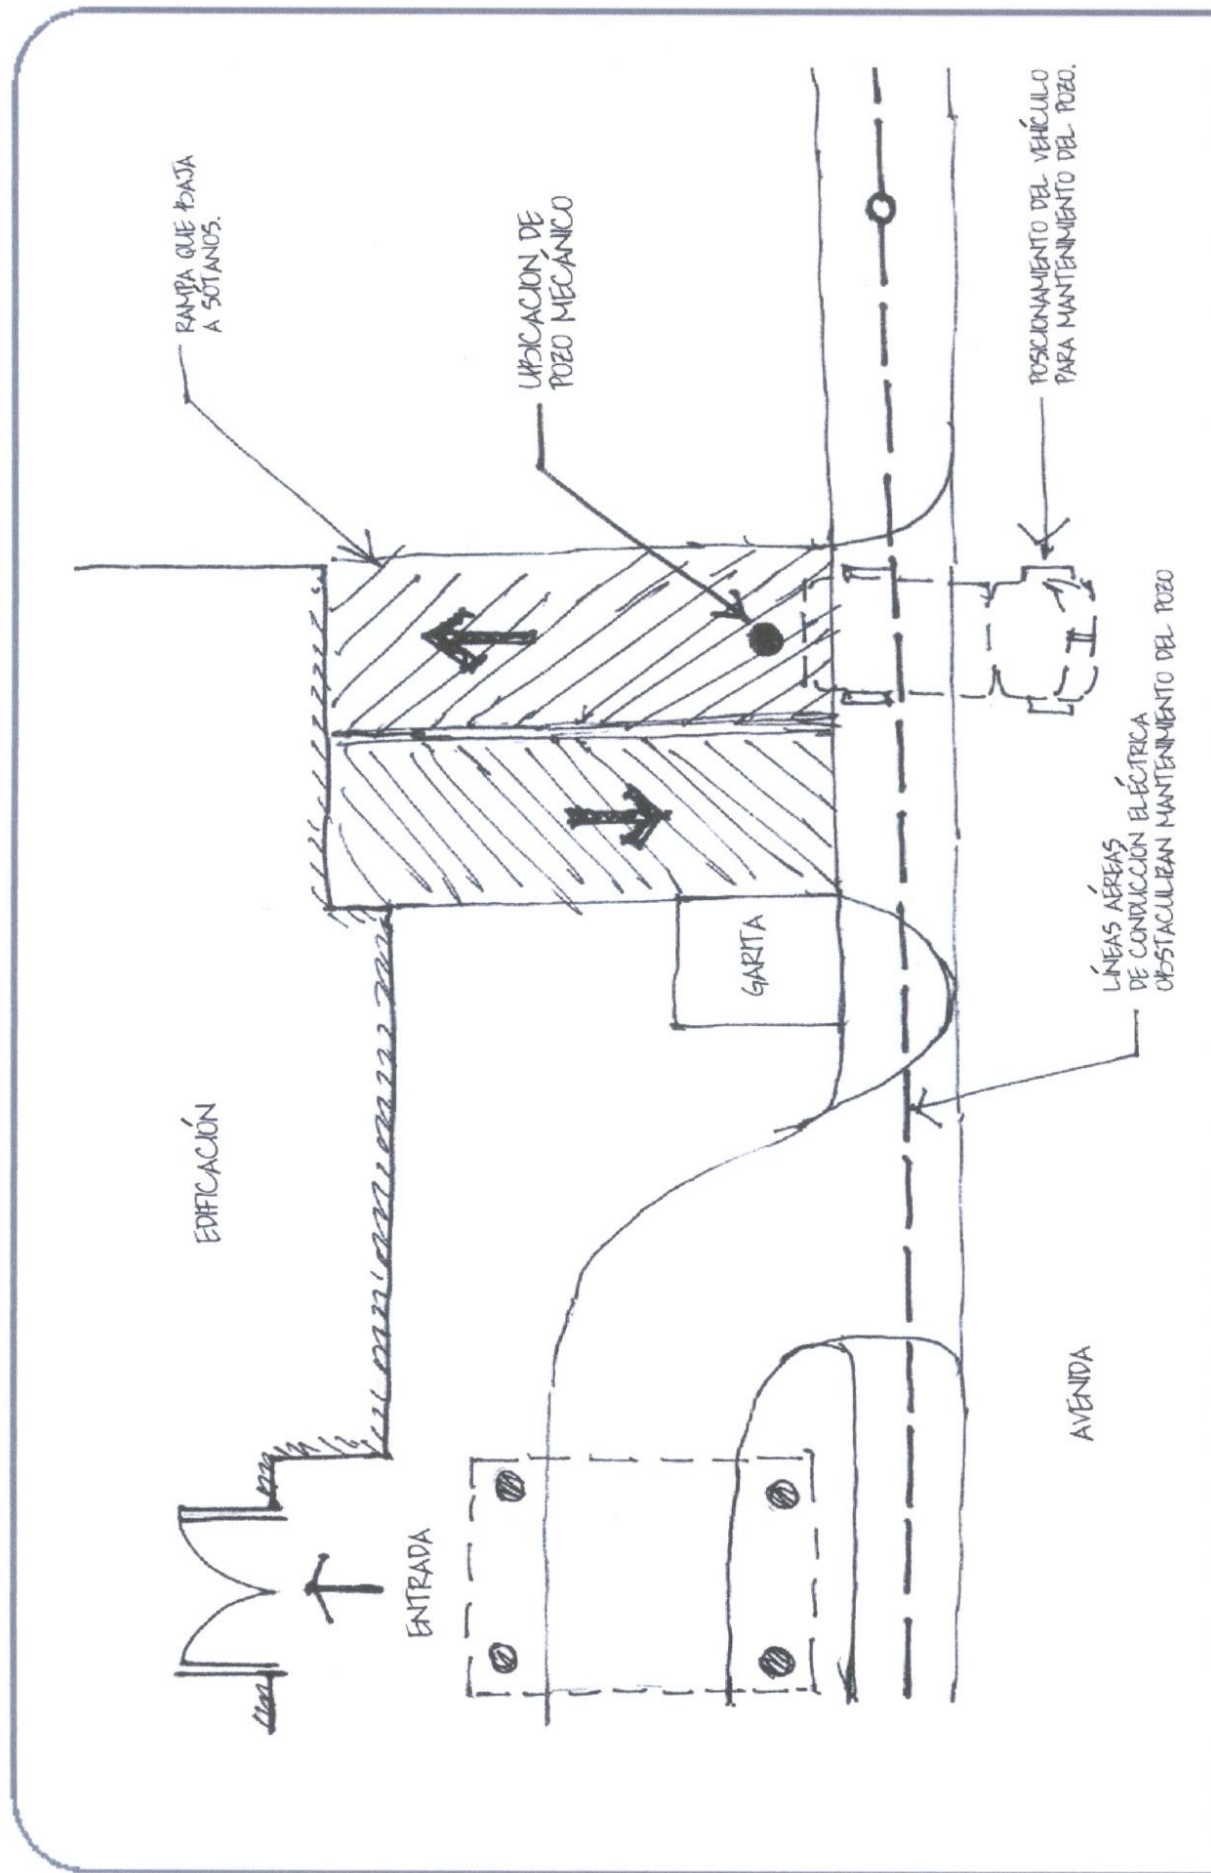 EDIFICACIÓN
RAMPA QUE BAJA
A SÓTANOS.
ENTRADA
UBICACION DE
POZO MECÁNICO
GARITA
POSICIONAMIENTO DEL VEHÍCULO
PARA MANTENIMIENTO DEL POZO.
AVENIDA
LÍNEAS AÉREAS
DE CONDUCCIÓN ELÉCTRICA
OBSTACULIZAN MANTENIMIENTO DEL POZO